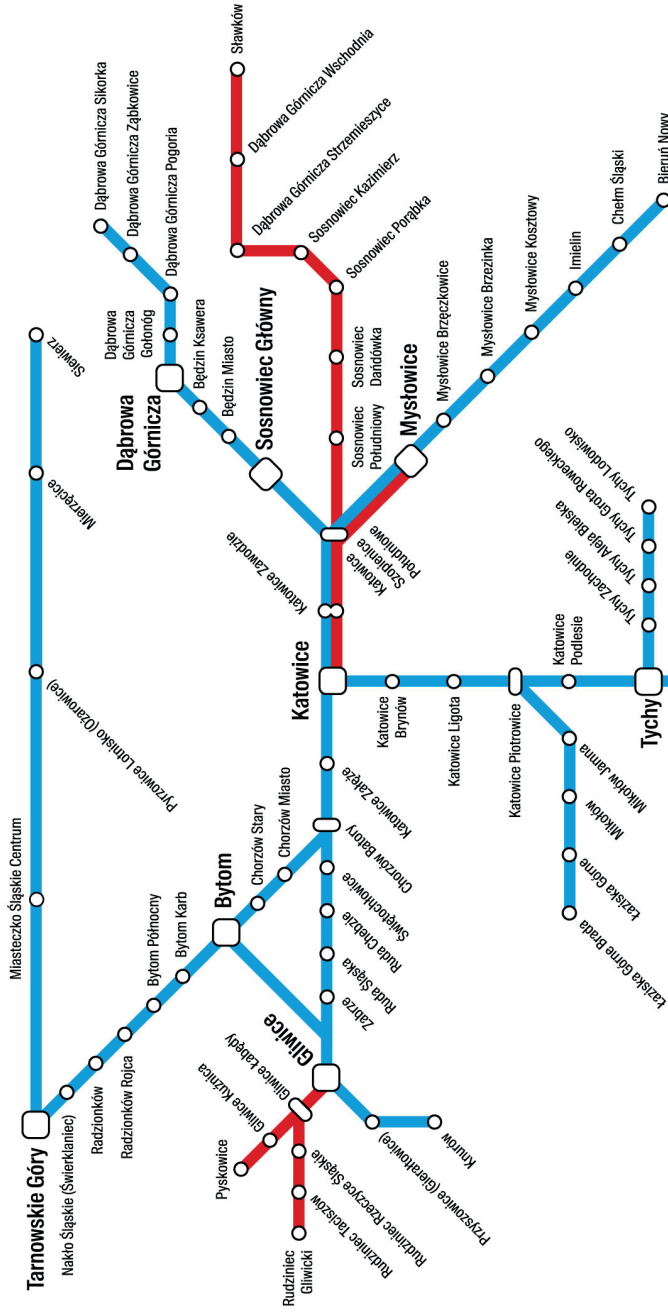 Tarnowskie Góry
Miasteczko Śląskie Centrum
Pyrzowice Lotnisko (Ożarowice)
Mierzęcice
Siewierz
Nakło Śląskie (Świerklaniec)
Radzionków
Radzionków Rojca
Bytom Północny
Bytom Karb
Bytom
Chorzów Stary
Chorzów Miasto
Pyskowice
Gliwice Kuźnica
Gliwice Łabędy
Rudziniec
Gliwicki
Rudziniec Taciszów
Rudziniec Rzeczyce Śląskie
Gliwice
Przyszowice (Gierałtowice)
Knurów
Zabrze
Ruda Śląska
Ruda Chebzie
Świętochłowice
Chorzów Batory
Katowice Załęże
Katowice
Katowice Zawodzie
Katowice
Szopienice
Południowe
Sosnowiec Główny
Będzin Miasto
Będzin Ksawera
Dąbrowa
Górnicza
Dąbrowa
Górnicza
Gołonóg
Dąbrowa Górnicza Pogoria
Dąbrowa Górnicza Ząbkowice
Dąbrowa Górnicza Sikorka
Sosnowiec
Południowy
Sosnowiec
Dańdówka
Sosnowiec Porąbka
Sosnowiec Kazimierz
Dąbrowa Górnicza Strzemieszyce
Dąbrowa Górnicza Wschodnia
Sławków
Mysłowice
Mysłowice Brzęczkowice
Mysłowice Brzezinka
Mysłowice Kosztowy
Imielin
Chełm Śląski
Bieruń Nowy
Katowice
Brynów
Katowice Ligota
Katowice Piotrowice
Katowice
Podlesie
Mikołów Jamna
Mikołów
Łaziska Górne
Łaziska Górne Brada
Tychy
Tychy Zachodnie
Tychy Aleja Bielska
Tychy Grota Roweckiego
Tychy Lodowisko